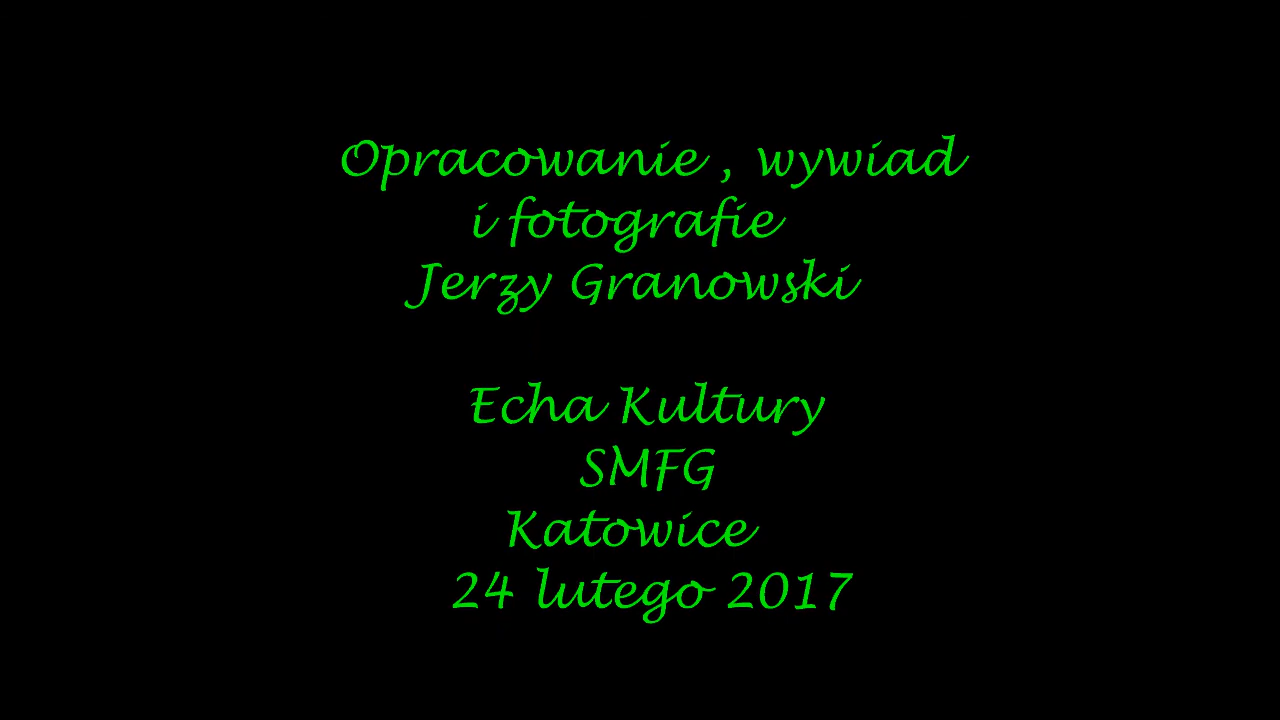 Opracowanie , wywiad
i fotografie
Jerzy Granowski
Echa Kultury
SMFG
Katowice
24 lutego 2017